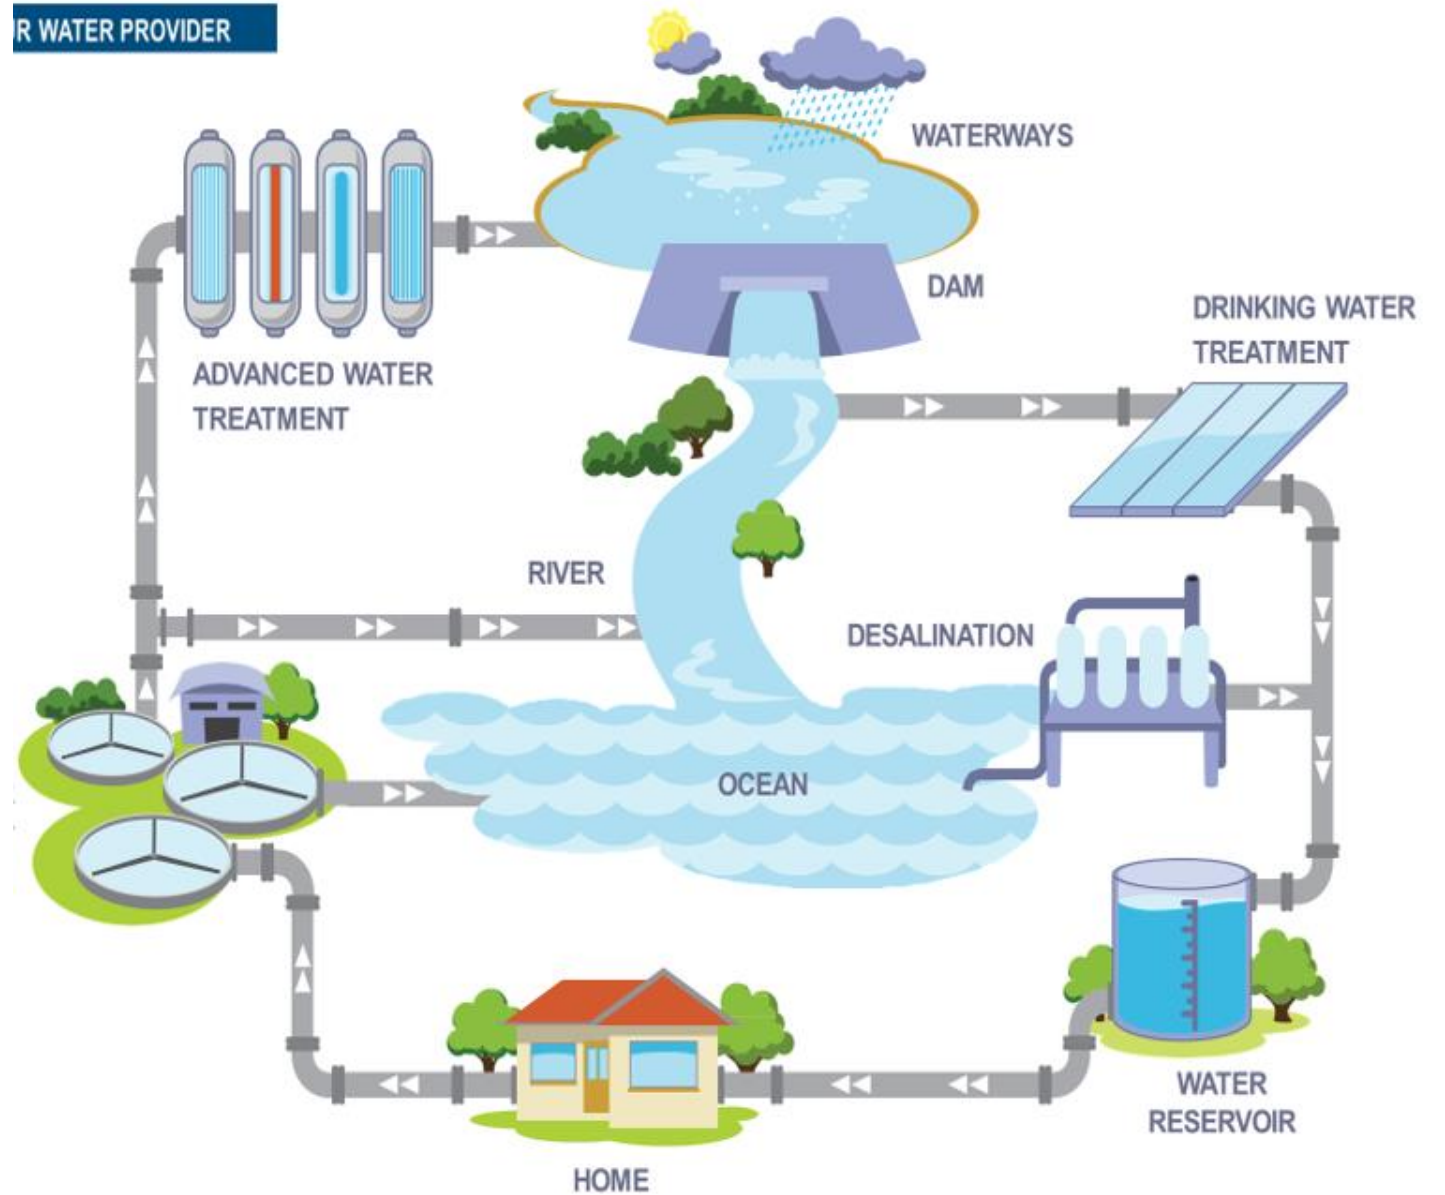 R WATER PROVIDER
WATERWAYS
DAM
DRINKING WATER
TREATMENT
ADVANCED WATER
TREATMENT
RIVER
DESALINATION
OCEAN
WATER
RESERVOIR
HOME